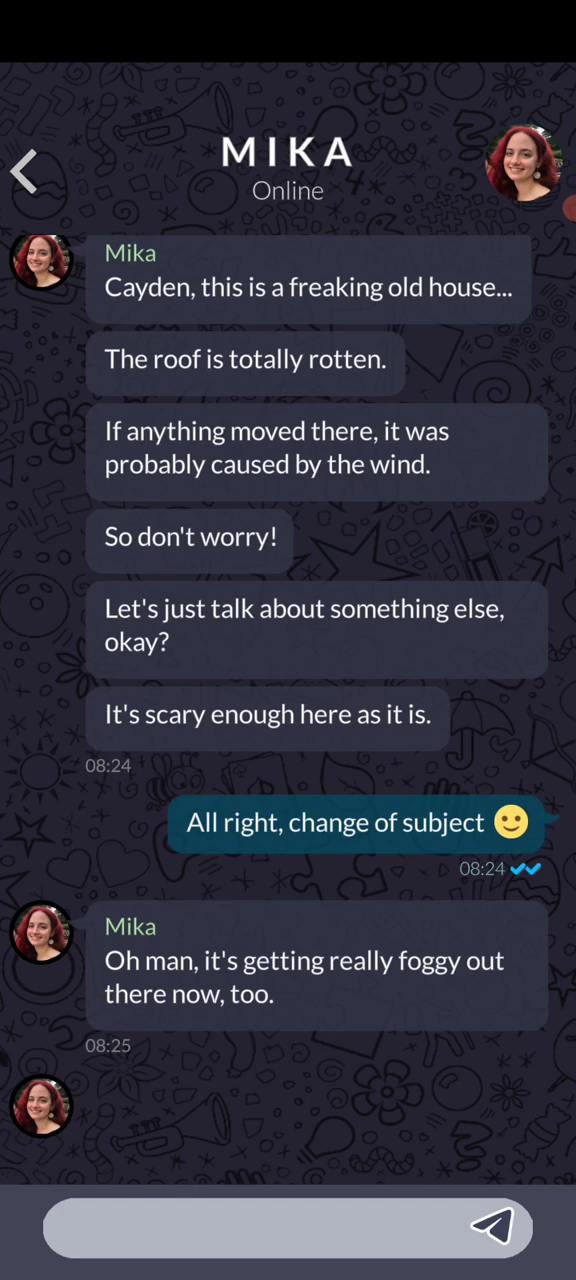 MIKA
Online
Mika
Cayden, this is a freaking old house...
The roof is totally rotten.
If anything moved there, it was
probably caused by the wind.
So don't worry!
Let's just talk about something else,
okay?
It's scary enough here as it is.
08:24
All right, change of subject 🙂
08:24
Mika
Oh man, it's getting really foggy out
there now, too.
08:25